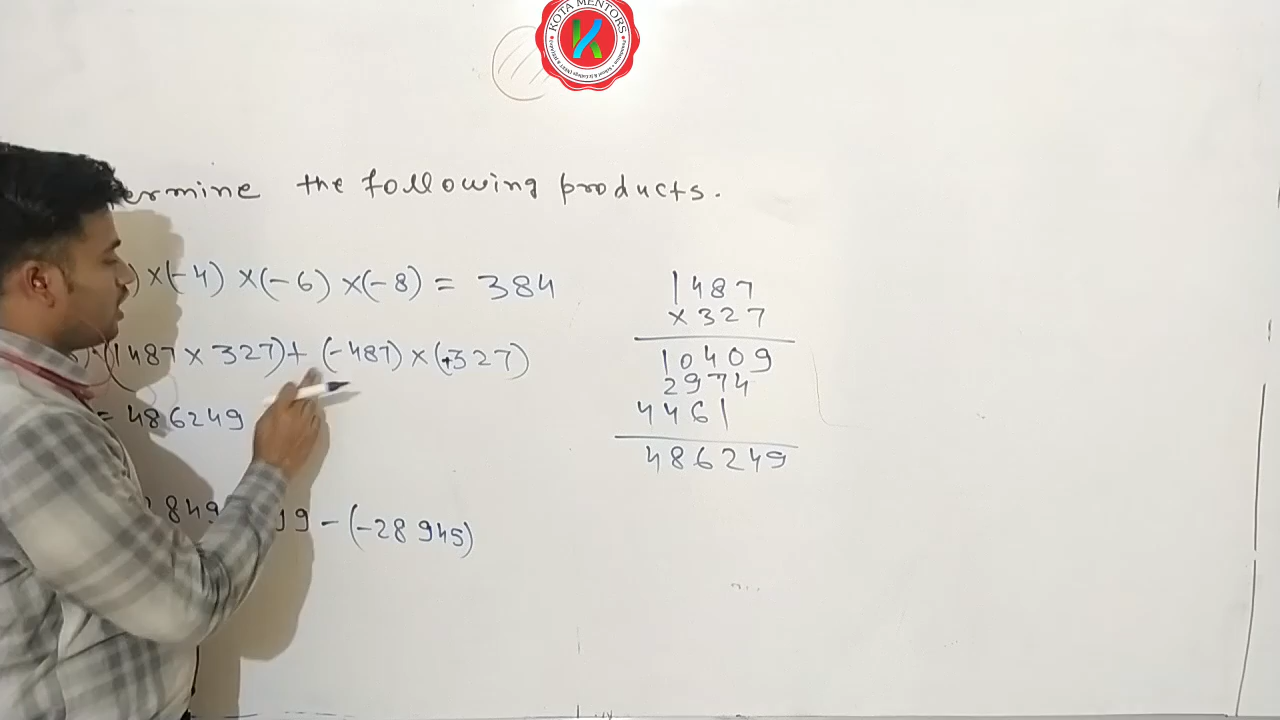 KOTA MENTORS
ermine the following products.
) × (-4) × (-6) × (-8) = 384
(1487 × 327) + (-487) × (+327)
= 486249
849 19 - (-28945)
1487
× 327
10409
2974
4461
486249